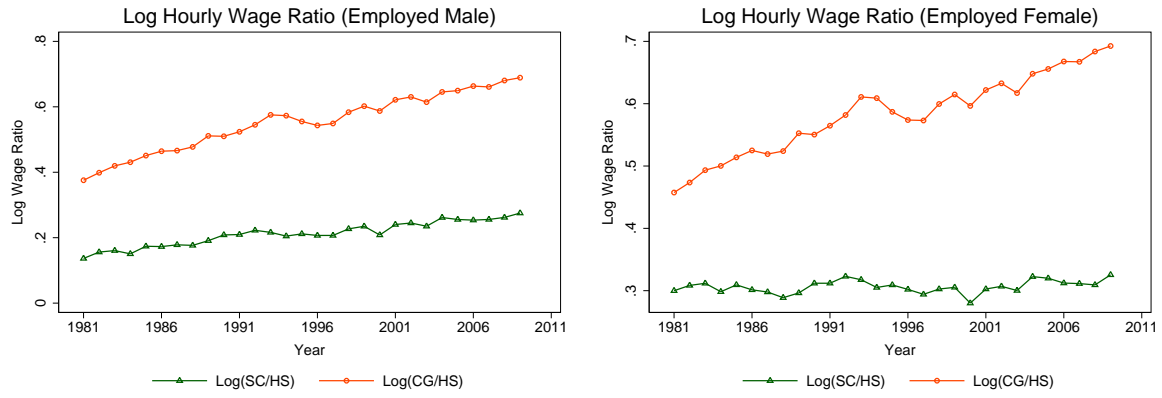 Log Hourly Wage Ratio (Employed Male)
Log Wage Ratio
.8
.6
.4
.2
0
1981 1986 1991 1996 2001 2006 2011
Year
Log(SC/HS) Log(CG/HS)
Log Hourly Wage Ratio (Employed Female)
Log Wage Ratio
.7
.6
.5
.4
.3
1981 1986 1991 1996 2001 2006 2011
Year
Log(SC/HS) Log(CG/HS)